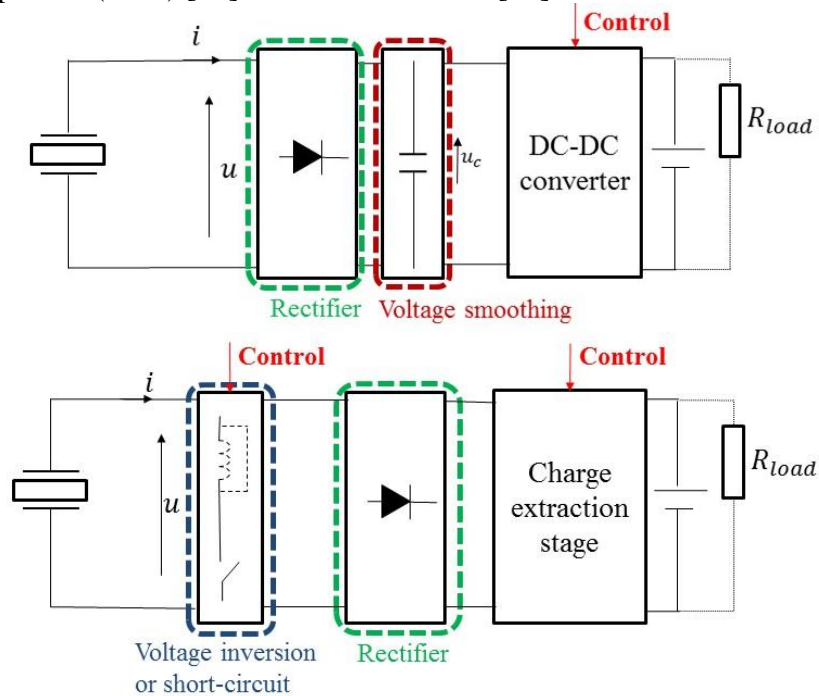 Control
i
u
u_c
DC-DC
converter
R_load
Rectifier
Voltage smoothing
Control
Control
i
u
Charge
extraction
stage
R_load
Voltage inversion
or short-circuit
Rectifier